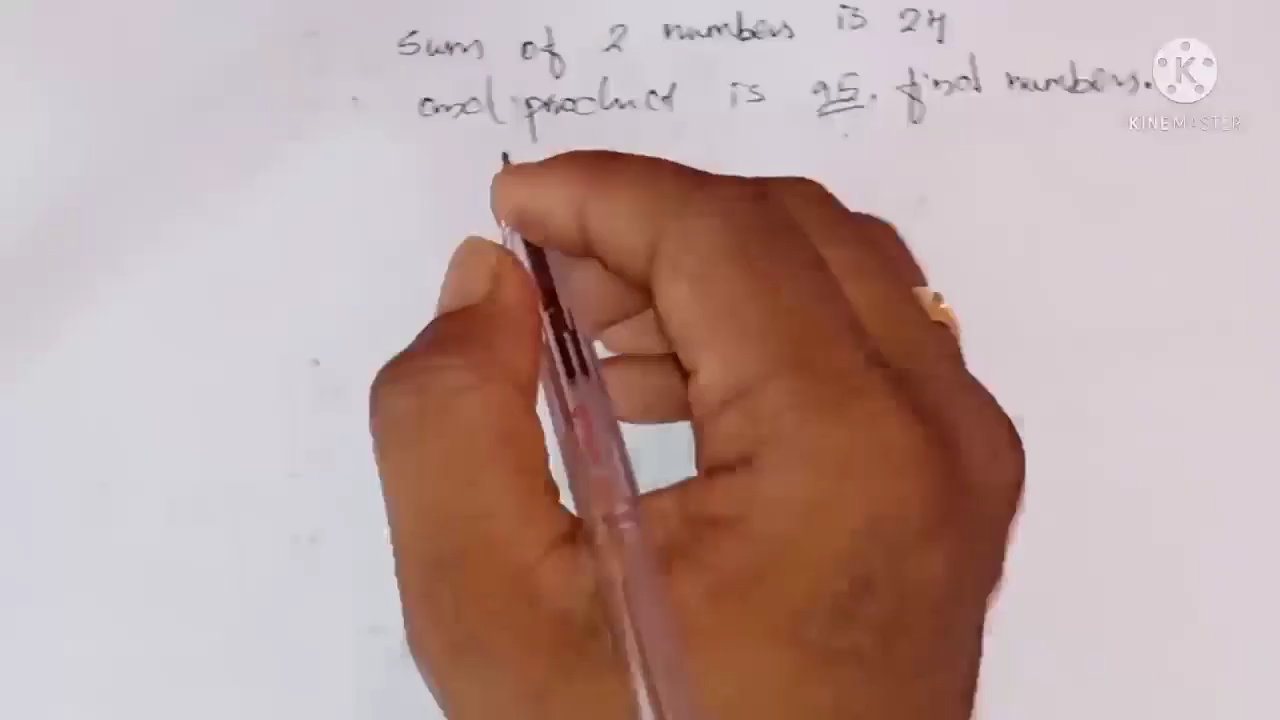 Sum of 2 numbers is 24
and product is 95. find numbers.
K
KINEMASTER